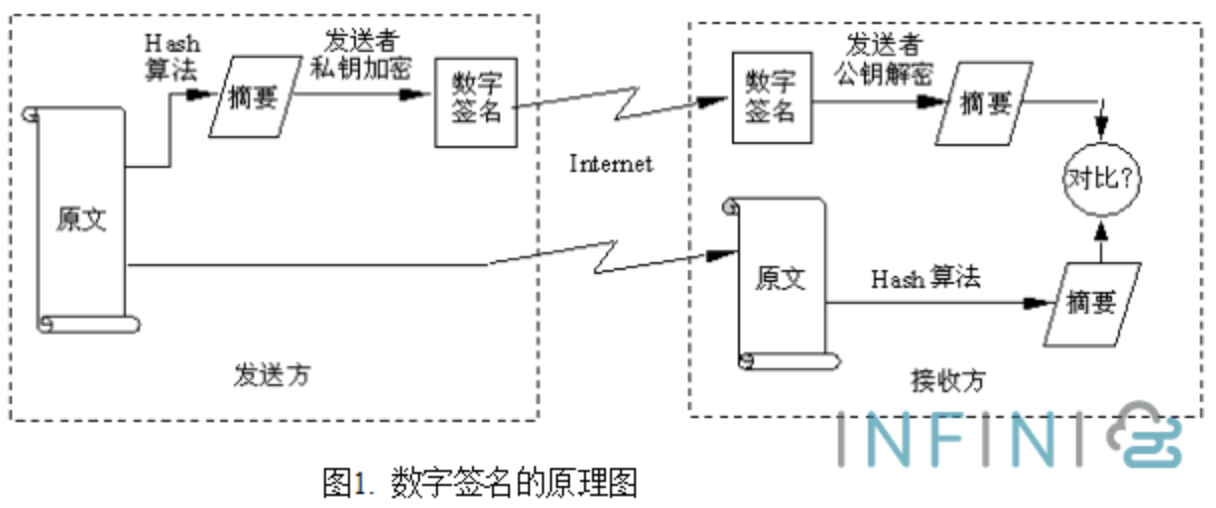 Hash
算法
摘要
发送者
私钥加密
数字
签名
原文
发送方
Internet
数字
签名
发送者
公钥解密
摘要
对比?
原文
Hash 算法
摘要
接收方
INFINI
图1. 数字签名的原理图